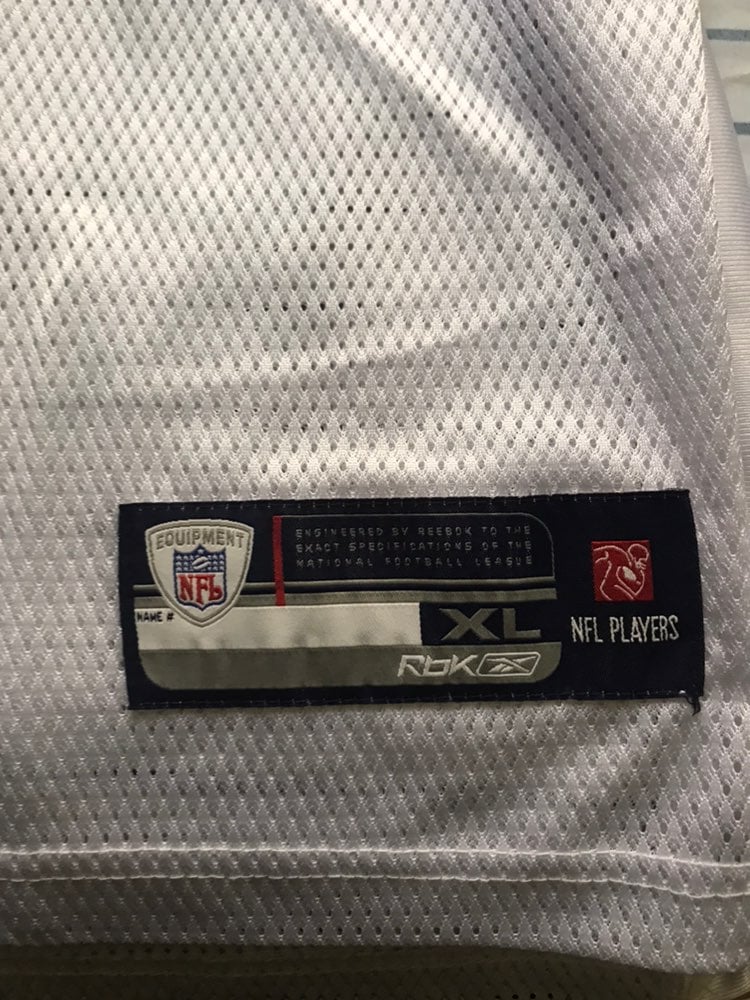 EQUIPMENT
NFL
ENGINEERED BY REEBOK TO THE
EXACT SPECIFICATIONS OF THE
NATIONAL FOOTBALL LEAGUE
NAME #
XL
RbK
NFL PLAYERS